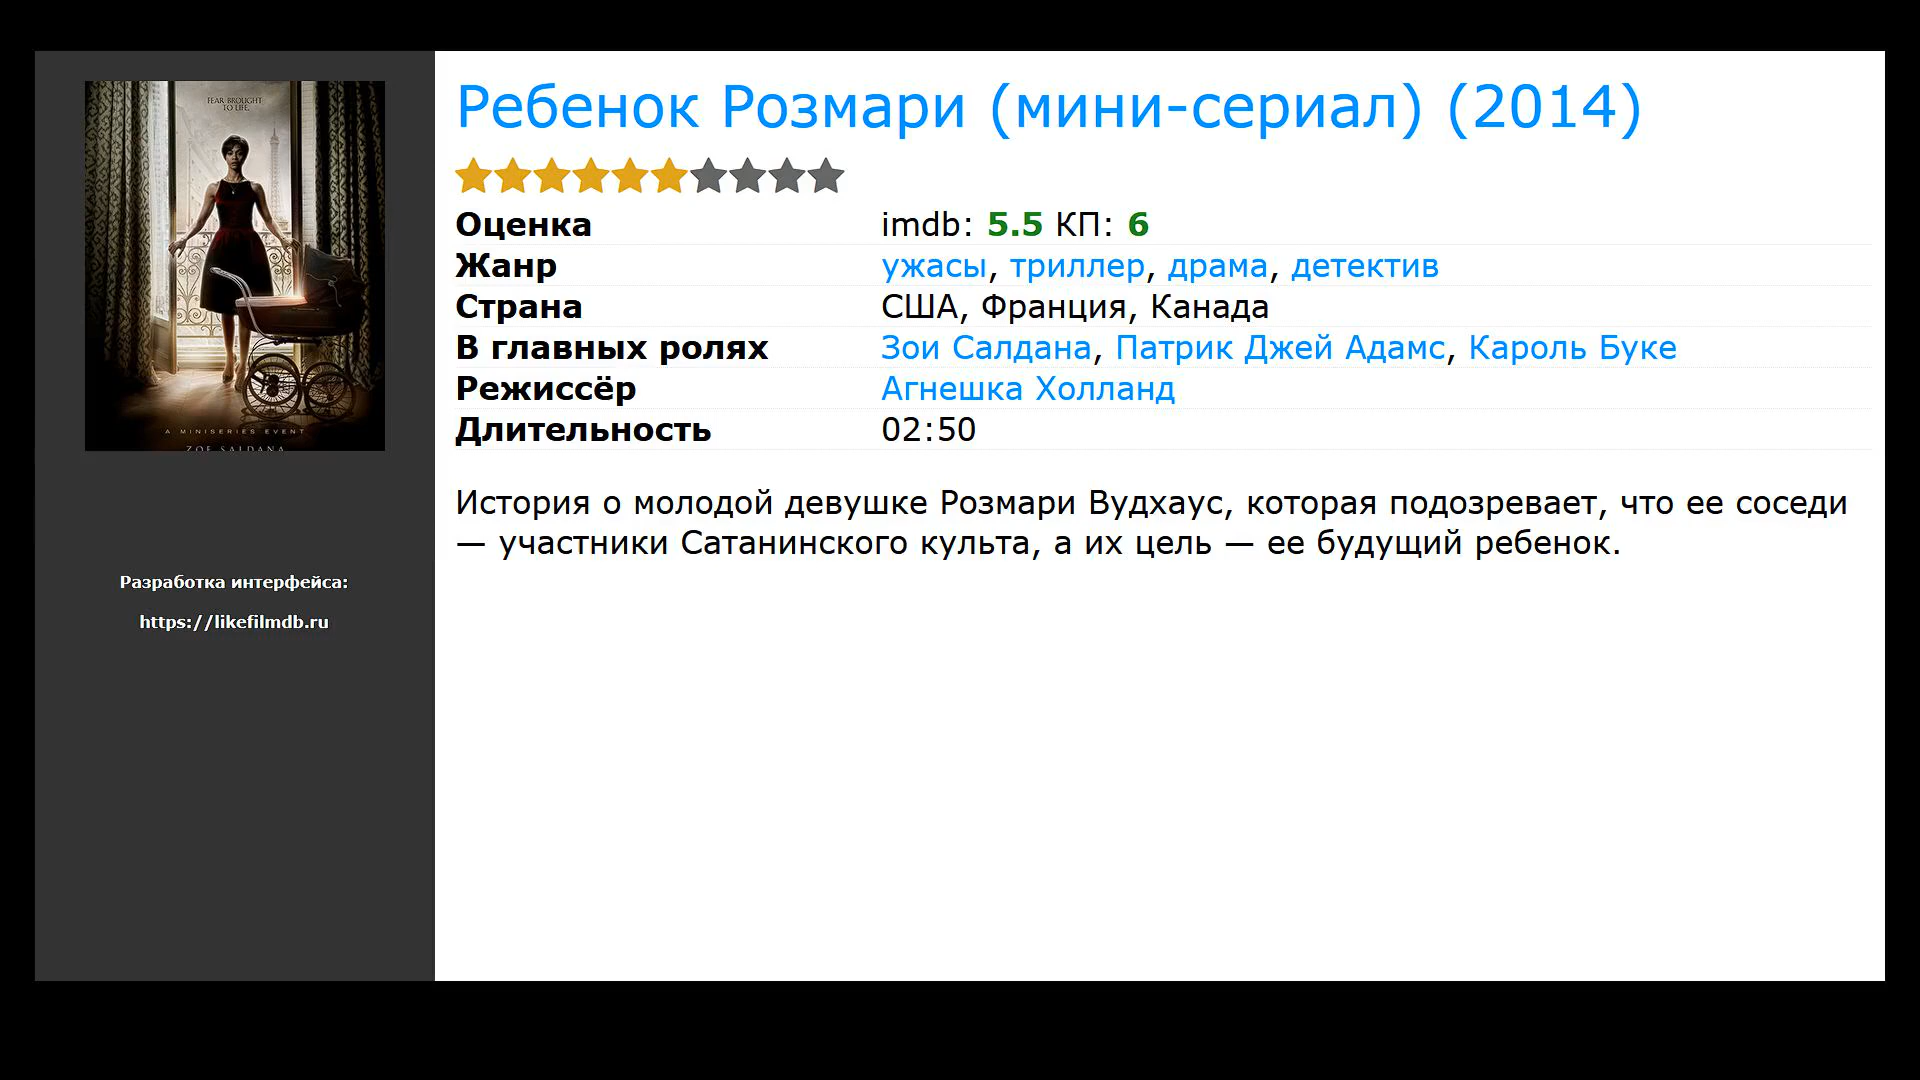 FEAR BROUGHT
TO LIFE.
A MINISERIES EVENT
ZOE SALDANA
Разработка интерфейса:
https://likefilmdb.ru
Ребенок Розмари (мини-сериал) (2014)
Оценка imdb: 5.5 КП: 6
Жанр ужасы, триллер, драма, детектив
Страна США, Франция, Канада
В главных ролях Зои Салдана, Патрик Джей Адамс, Кароль Буке
Режиссёр Агнешка Холланд
Длительность 02:50
История о молодой девушке Розмари Вудхаус, которая подозревает, что ее соседи
— участники Сатанинского культа, а их цель — ее будущий ребенок.